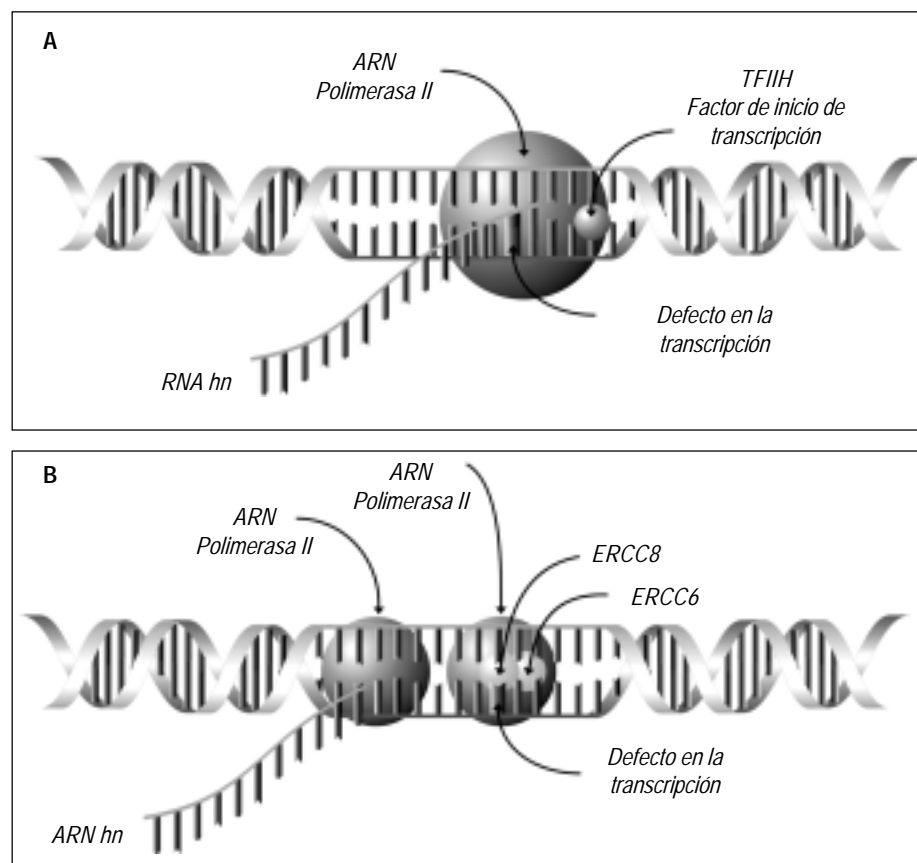 A
ARN
Polimerasa II
TFIIH
Factor de inicio de
transcripción
Defecto en la
transcripción
RNA hn
B
ARN
Polimerasa II
ARN
Polimerasa II
ERCC8
ERCC6
Defecto en la
transcripción
ARN hn